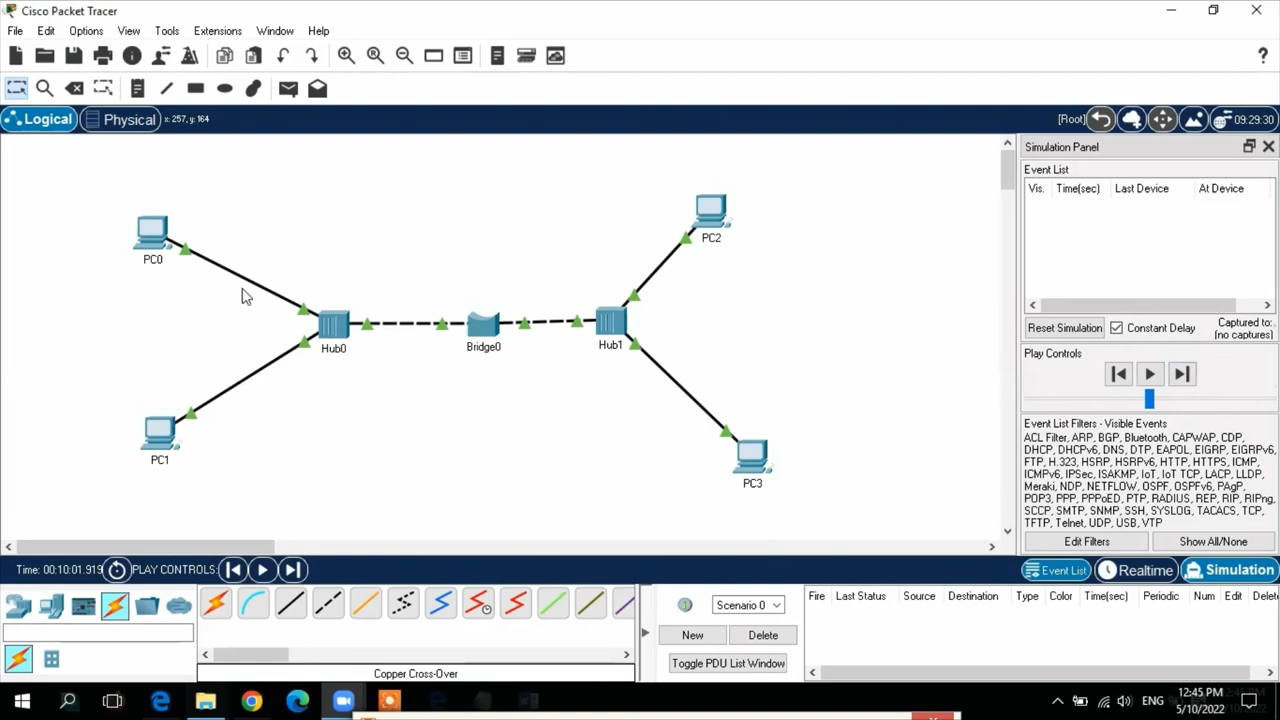 Cisco Packet Tracer
File Edit Options View Tools Extensions Window Help
?
Logical Physical x: 257, y: 164 [Root] 09:29:30
Simulation Panel
Event List
Vis. Time(sec) Last Device At Device
PC0
PC2
Hub0
Bridge0
Hub1
Reset Simulation Constant Delay Captured to:
(no captures)
Play Controls
PC1
PC3
Event List Filters - Visible Events
ACL Filter, ARP, BGP, Bluetooth, CAPWAP, CDP,
DHCP, DHCPv6, DNS, DTP, EAPOL, EIGRP, EIGRPv6,
FTP, H.323, HSRP, HSRPv6, HTTP, HTTPS, ICMP,
ICMPv6, IPSec, ISAKMP, IoT, IoT TCP, LACP, LLDP,
Meraki, NDP, NETFLOW, OSPF, OSPFv6, PAgP,
POP3, PPP, PPPoED, PTP, RADIUS, REP, RIP, RIPng,
SCCP, SMTP, SNMP, SSH, SYSLOG, TACACS, TCP,
TFTP, Telnet, UDP, USB, VTP
Edit Filters Show All/None
Time: 00:10:01.919 PLAY CONTROLS: Event List Realtime Simulation
Scenario 0
Fire Last Status Source Destination Type Color Time(sec) Periodic Num Edit Delete
New Delete
Toggle PDU List Window
Copper Cross-Over
ENG
12:45 PM
5/10/2022